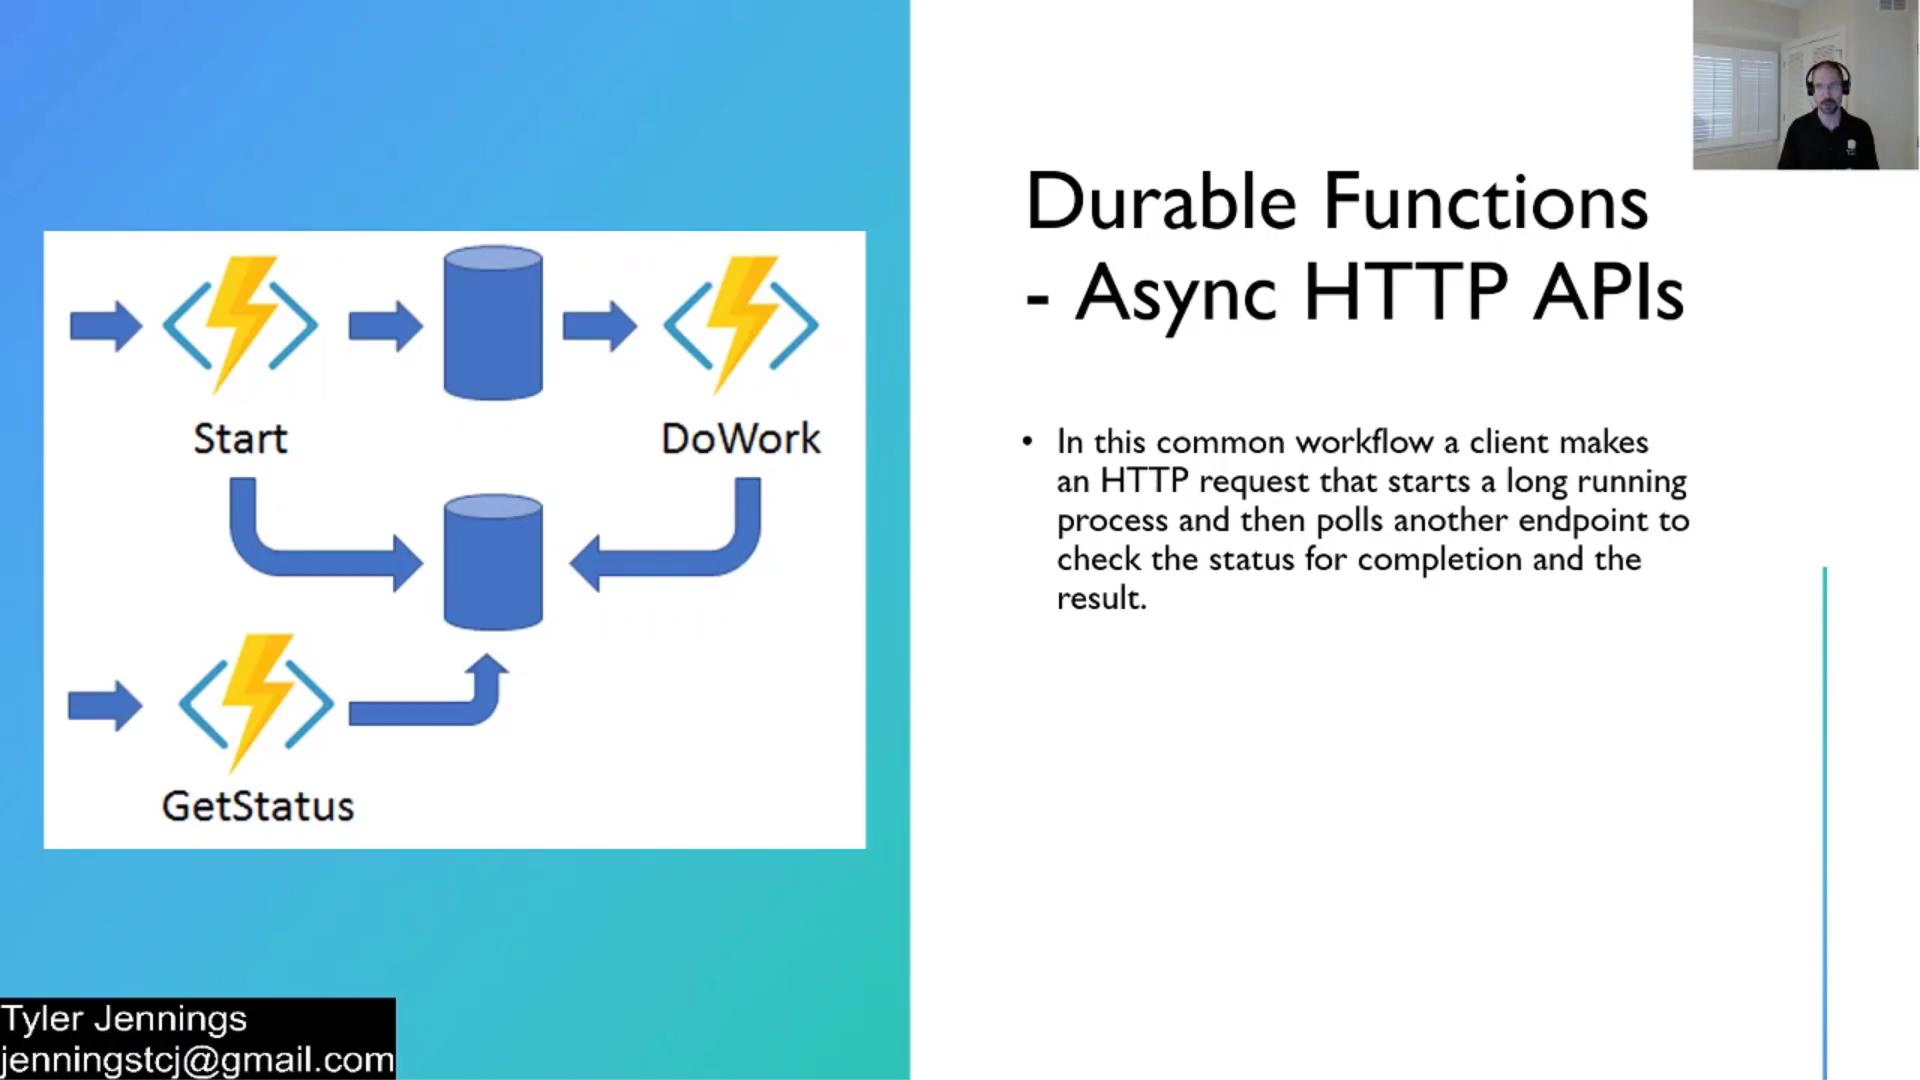 Start
DoWork
GetStatus
Durable Functions
- Async HTTP APIs
• In this common workflow a client makes
an HTTP request that starts a long running
process and then polls another endpoint to
check the status for completion and the
result.
Tyler Jennings
jenningstcj@gmail.com